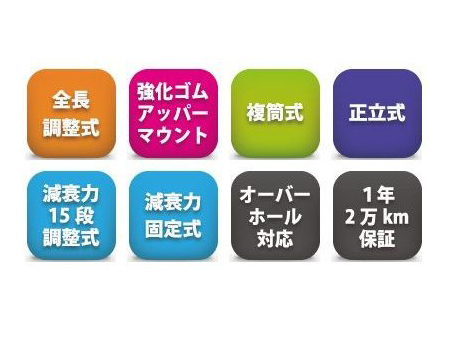 全長
調整式
強化ゴム
アッパー
マウント
複筒式
正立式
減衰力
15段
調整式
減衰力
固定式
オーバー
ホール
対応
1年
2万km
保証